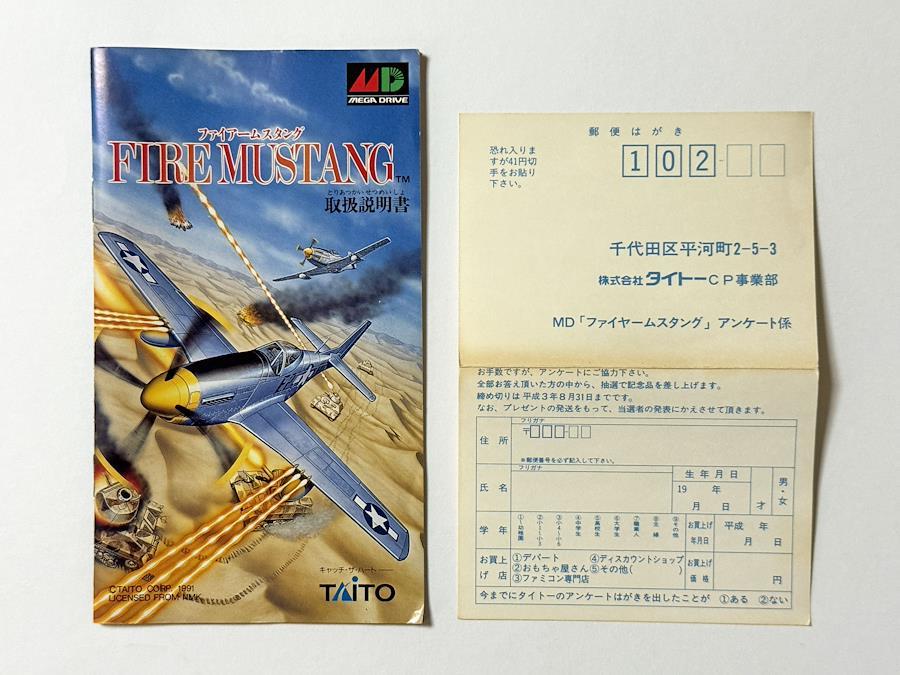 MD
MEGA DRIVE
ファイアームスタング
FIRE MUSTANG™
とりあつかいせつめいしょ
取扱説明書
キャッチ・ザ・ハート
TAITO
©TAITO CORP. 1991
LICENSED FROM NMK
郵便はがき
恐れ入りま
すが41円切
手をお貼り
下さい。
102
千代田区平河町2-5-3
株式会社タイトーCP事業部
MD「ファイヤームスタング」アンケート係
お手数ですが、アンケートにご協力下さい。
全部お答え頂いた方の中から、抽選で記念品を差し上げます。
締め切りは平成3年8月31日までです。
なお、プレゼントの発送をもって、当選者の発表にかえさせて頂きます。
フリガナ
住所
〒
※郵便番号を必ず記入して下さい。
フリガナ
氏名
生年月日
19 年
月 日 才
男・女
学年
①〜幼稚園
②小1〜小3
③小4〜小6
④中学生
⑤高校生
⑥大学生
⑦職業人
⑧主婦
⑨その他
お買上げ
年月日
平成 年
月 日
お買上
げ店
①デパート ④ディスカウントショップ
②おもちゃ屋さん ⑤その他( )
③ファミコン専門店
お買上げ
価格
円
今までにタイトーのアンケートはがきを出したことが ①ある ②ない